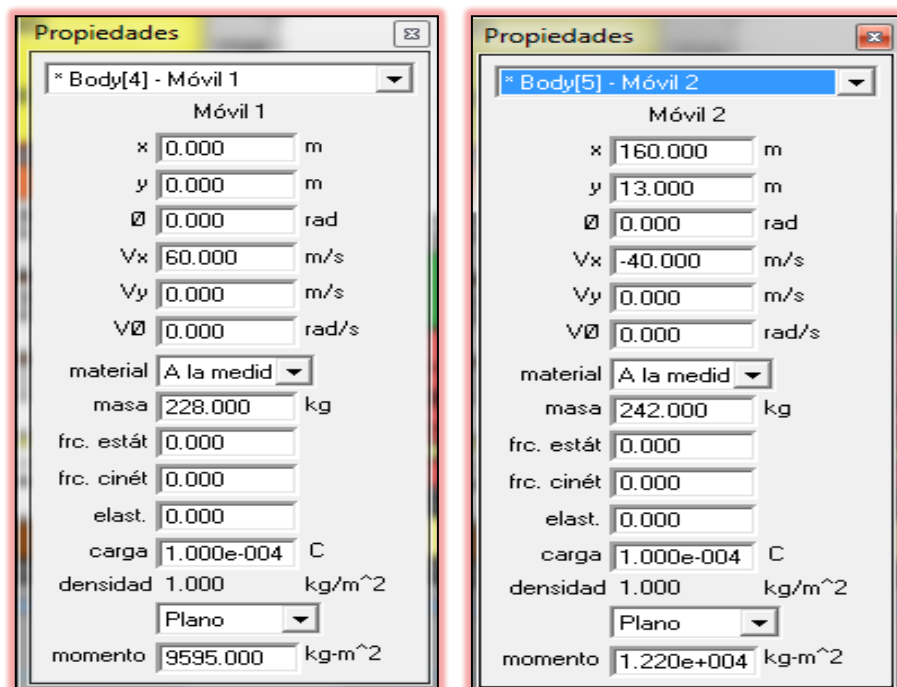 Propiedades
* Body[4] - Móvil 1
Móvil 1
x 0.000 m
y 0.000 m
Ø 0.000 rad
Vx 60.000 m/s
Vy 0.000 m/s
VØ 0.000 rad/s
material A la medid
masa 228.000 kg
frc. estát 0.000
frc. cinét 0.000
elast. 0.000
carga 1.000e-004 C
densidad 1.000 kg/m^2
Plano
momento 9595.000 kg-m^2
Propiedades
* Body[5] - Móvil 2
Móvil 2
x 160.000 m
y 13.000 m
Ø 0.000 rad
Vx -40.000 m/s
Vy 0.000 m/s
VØ 0.000 rad/s
material A la medid
masa 242.000 kg
frc. estát 0.000
frc. cinét 0.000
elast. 0.000
carga 1.000e-004 C
densidad 1.000 kg/m^2
Plano
momento 1.220e+004 kg-m^2